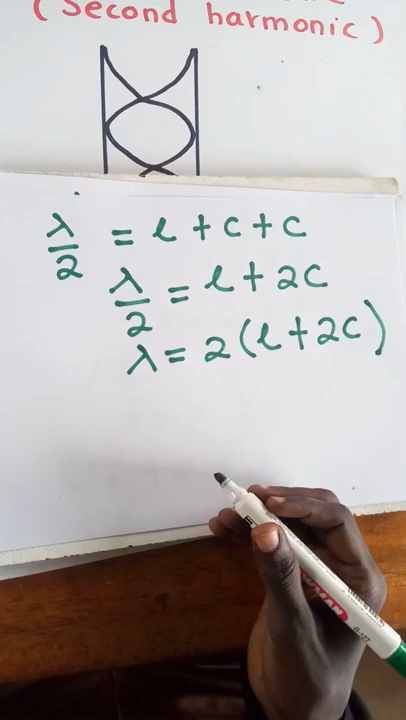 (Second harmonic)
λ/2 = l + c + c
λ/2 = l + 2c
λ = 2(l + 2c)